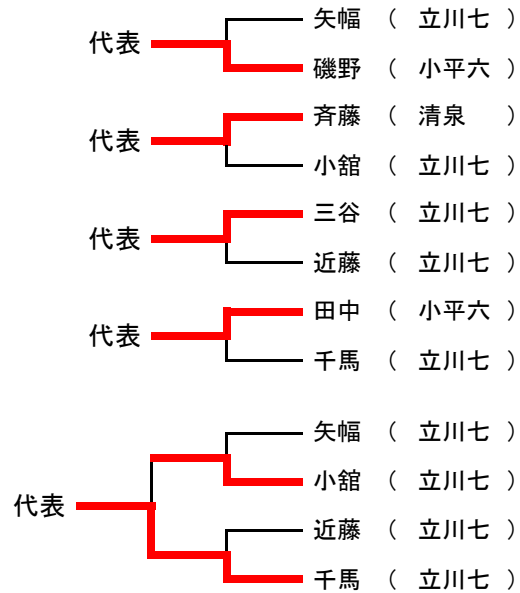 矢幅 ( 立川七 )
代表
磯野 ( 小平六 )
斉藤 ( 清泉 )
代表
小舘 ( 立川七 )
三谷 ( 立川七 )
代表
近藤 ( 立川七 )
田中 ( 小平六 )
代表
千馬 ( 立川七 )
矢幅 ( 立川七 )
小舘 ( 立川七 )
代表
近藤 ( 立川七 )
千馬 ( 立川七 )